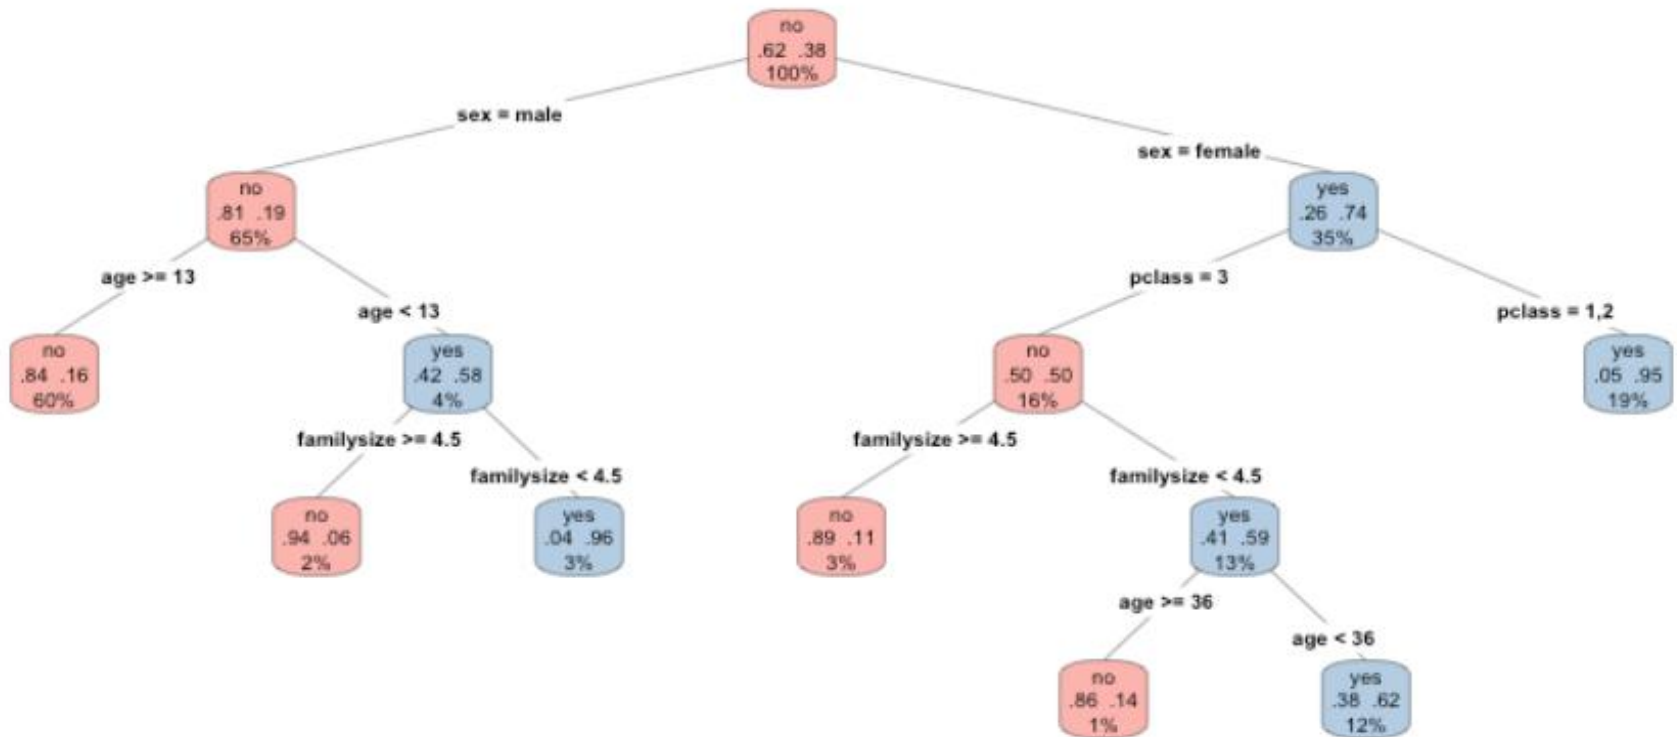 no
.62 .38
100%
sex = male
sex = female
no
.81 .19
65%
yes
.26 .74
35%
age >= 13
age < 13
pclass = 3
pclass = 1,2
no
.84 .16
60%
yes
.42 .58
4%
no
.50 .50
16%
yes
.05 .95
19%
familysize >= 4.5
familysize < 4.5
familysize >= 4.5
familysize < 4.5
no
.94 .06
2%
yes
.04 .96
3%
no
.89 .11
3%
yes
.41 .59
13%
age >= 36
age < 36
no
.86 .14
1%
yes
.38 .62
12%